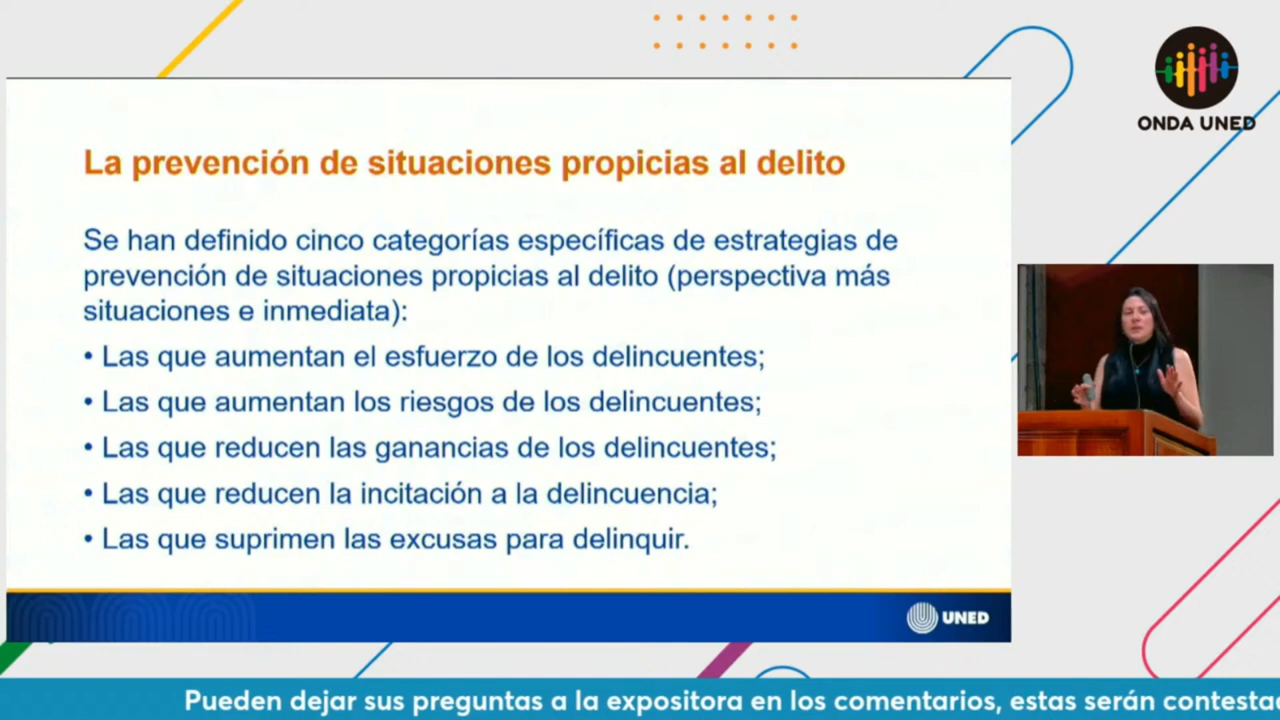 ONDA UNED
La prevención de situaciones propicias al delito
Se han definido cinco categorías específicas de estrategias de
prevención de situaciones propicias al delito (perspectiva más
situaciones e inmediata):
• Las que aumentan el esfuerzo de los delincuentes;
• Las que aumentan los riesgos de los delincuentes;
• Las que reducen las ganancias de los delincuentes;
• Las que reducen la incitación a la delincuencia;
• Las que suprimen las excusas para delinquir.
UNED
Pueden dejar sus preguntas a la expositora en los comentarios, estas serán